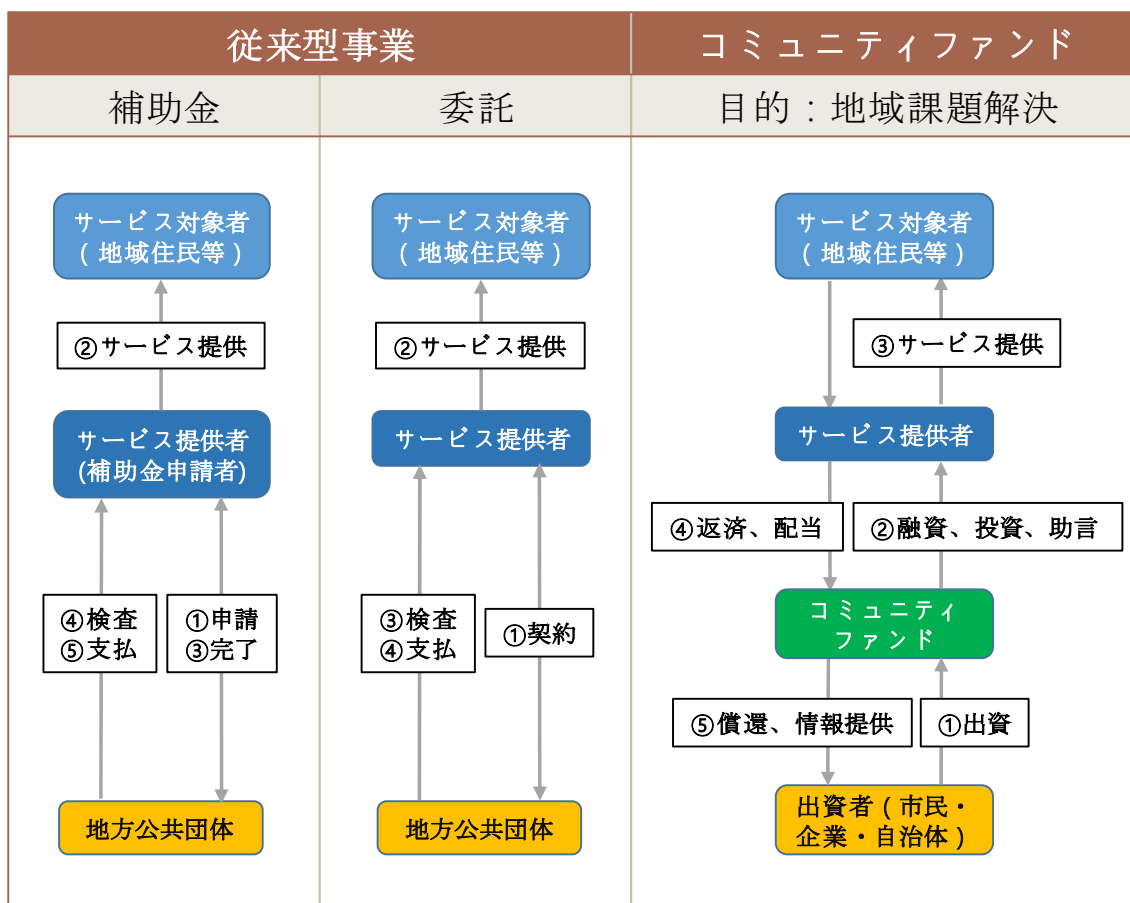 従来型事業
コミュニティファンド
補助金
委託
目的：地域課題解決
サービス対象者
（地域住民等）
②サービス提供
サービス提供者
(補助金申請者)
④検査
⑤支払
①申請
③完了
地方公共団体
サービス対象者
（地域住民等）
②サービス提供
サービス提供者
③検査
④支払
①契約
地方公共団体
サービス対象者
（地域住民等）
③サービス提供
サービス提供者
④返済、配当
②融資、投資、助言
コミュニティ
ファンド
⑤償還、情報提供
①出資
出資者（市民・
企業・自治体）